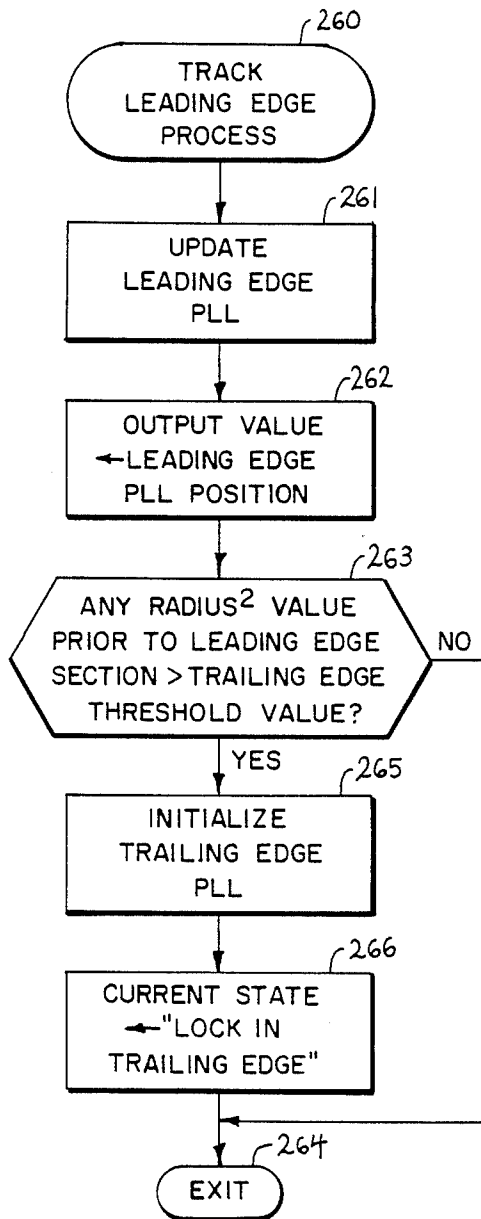 260
TRACK
LEADING EDGE
PROCESS
261
UPDATE
LEADING EDGE
PLL
262
OUTPUT VALUE
←LEADING EDGE
PLL POSITION
263
ANY RADIUS² VALUE
PRIOR TO LEADING EDGE
SECTION > TRAILING EDGE
THRESHOLD VALUE?
NO
YES
265
INITIALIZE
TRAILING EDGE
PLL
266
CURRENT STATE
←"LOCK IN
TRAILING EDGE"
264
EXIT